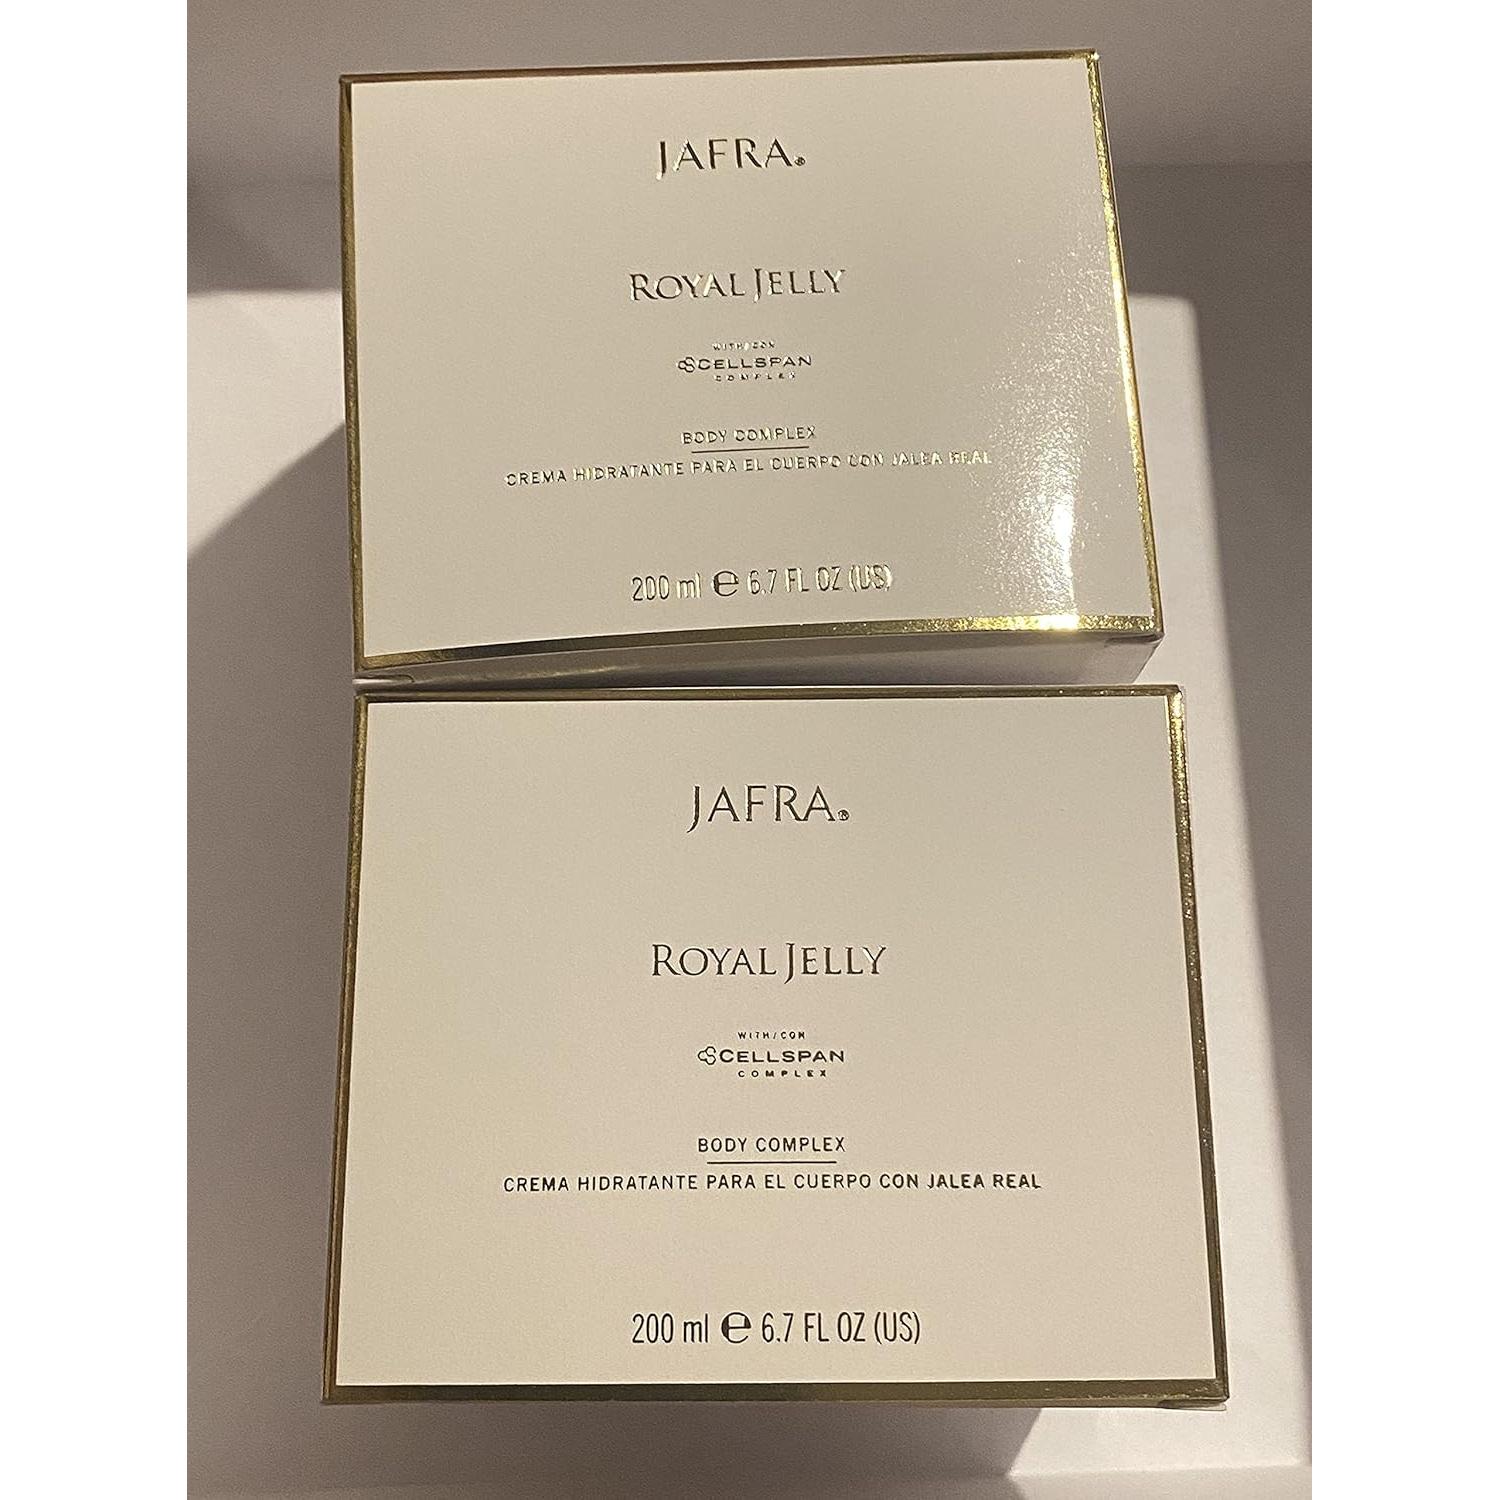 JAFRA®
ROYAL JELLY
WITH/CON
CELLSPAN
COMPLEX
BODY COMPLEX
CREMA HIDRATANTE PARA EL CUERPO CON JALEA REAL
200 ml ℮ 6.7 FL OZ (US)
JAFRA®
ROYAL JELLY
WITH/CON
CELLSPAN
COMPLEX
BODY COMPLEX
CREMA HIDRATANTE PARA EL CUERPO CON JALEA REAL
200 ml ℮ 6.7 FL OZ (US)